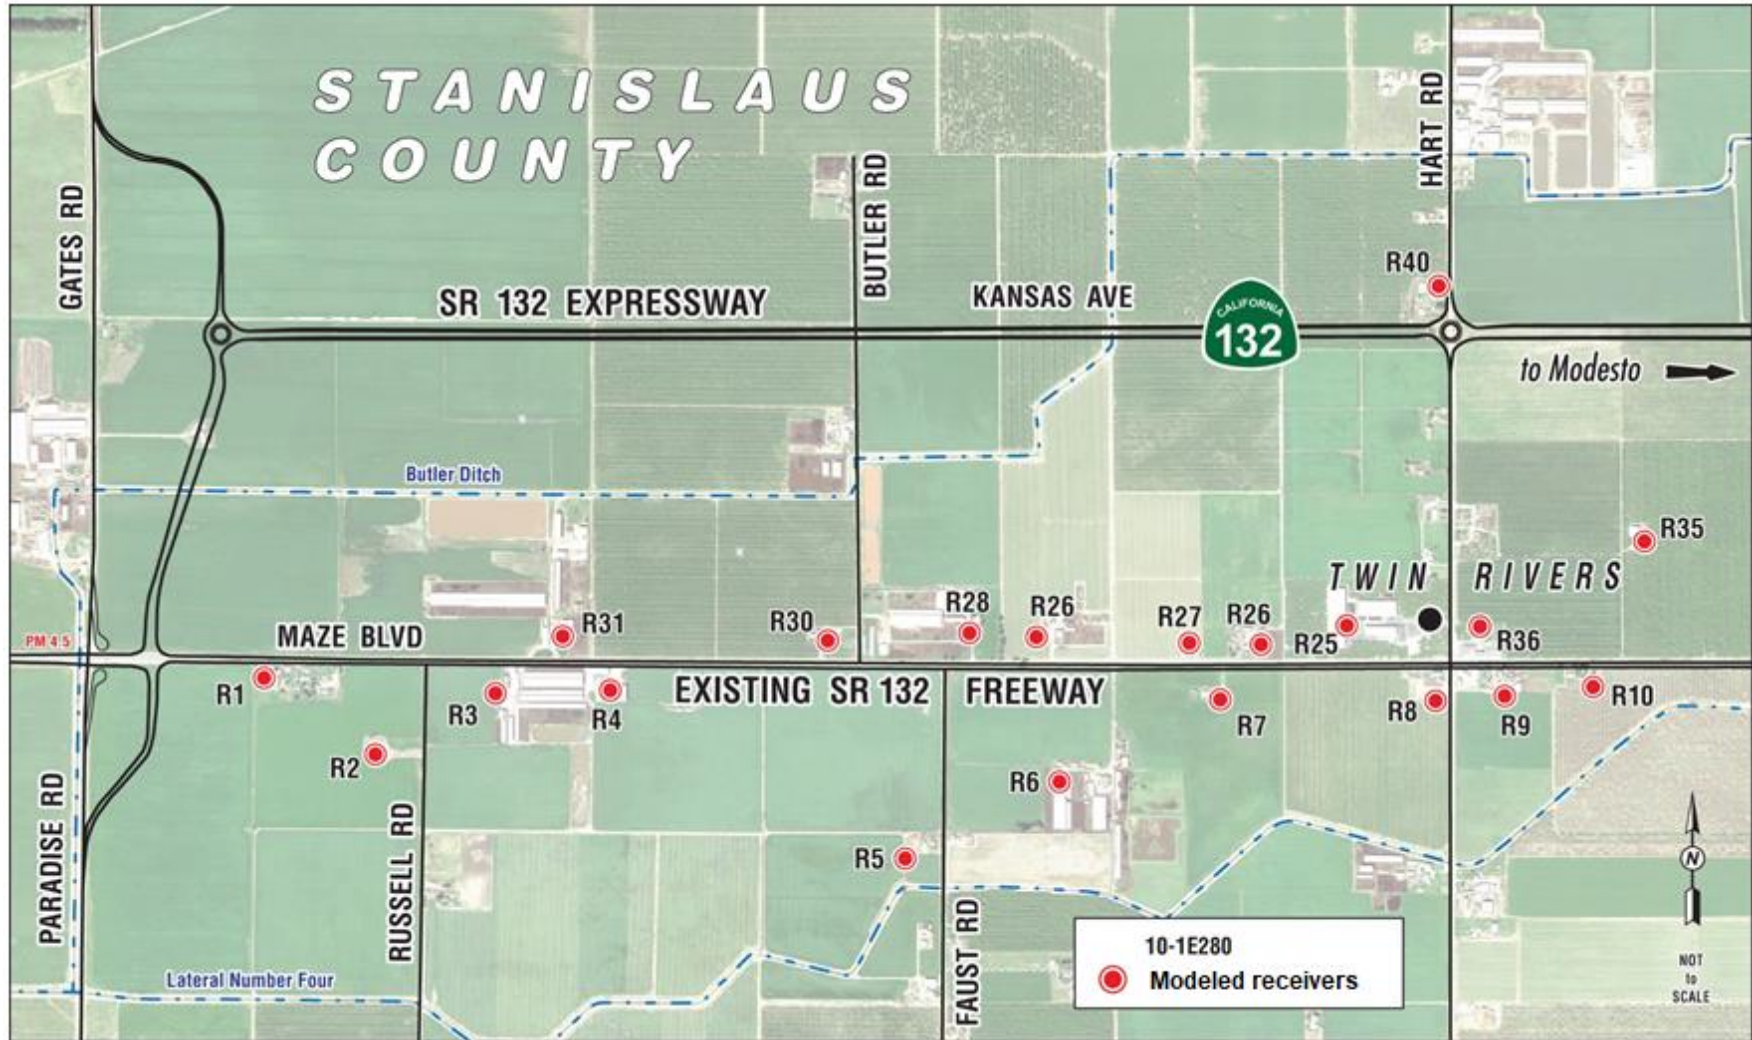 STANISLAUS
COUNTY
GATES RD
BUTLER RD
HART RD
R40
SR 132 EXPRESSWAY
KANSAS AVE
CALIFORNIA
132
to Modesto
Butler Ditch
R35
TWIN RIVERS
R28
R26
R27
R26
R25
R36
R31
R30
PM 4.5
MAZE BLVD
R1
R3
R4
EXISTING SR 132 FREEWAY
R7
R8
R9
R10
R2
R6
R5
PARADISE RD
RUSSELL RD
FAUST RD
Lateral Number Four
10-1E280
Modeled receivers
N
NOT
to
SCALE